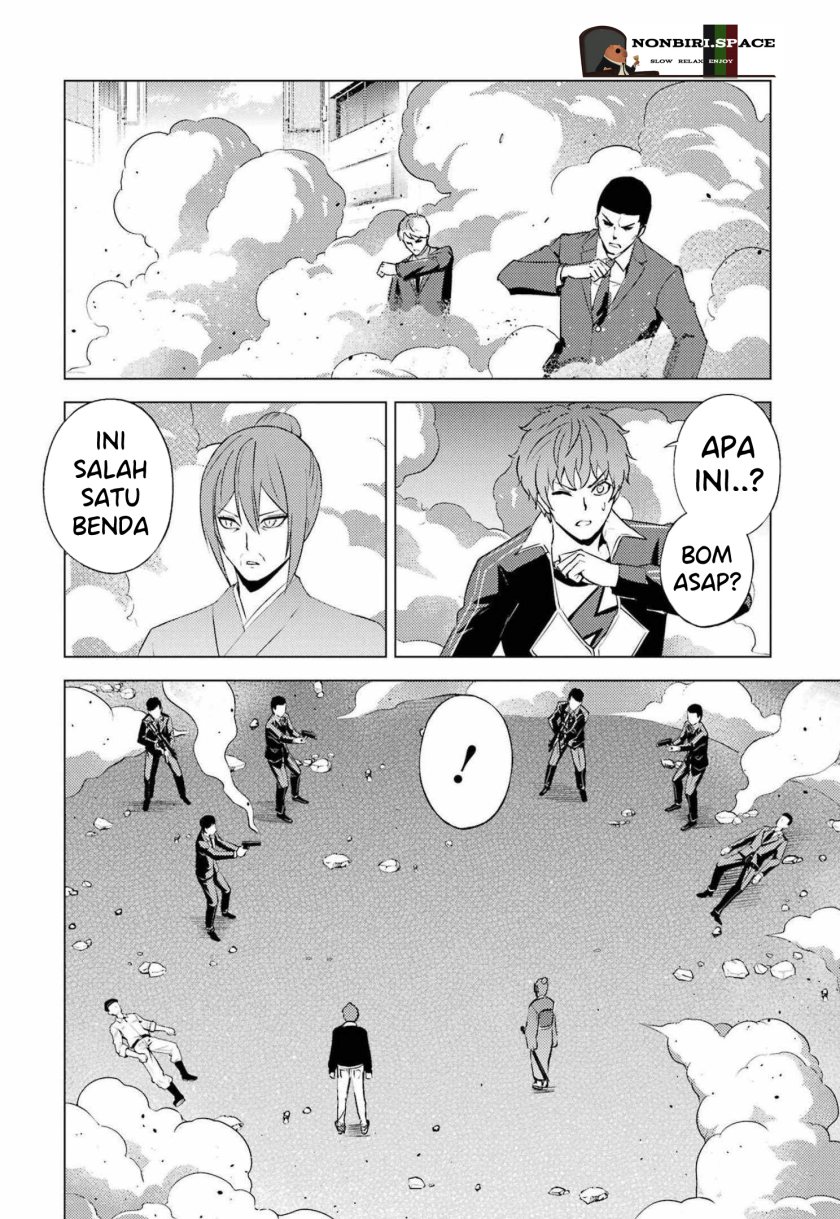 NONBIRI.SPACE
SLOW RELAX ENJOY
APA
INI..?
BOM
ASAP?
INI
SALAH
SATU
BENDA
!